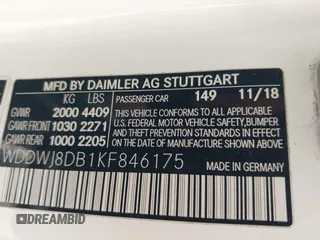 MFD BY DAIMLER AG STUTTGART
KG LBS
PASSENGER CAR 149 11/18
GVWR 2000 4409
GAWR FRONT 1030 2271
GAWR REAR 1000 2205
THIS VEHICLE CONFORMS TO ALL APPLICABLE
U.S. FEDERAL MOTOR VEHICLE SAFETY,
BUMPER, AND THEFT PREVENTION
STANDARDS IN EFFECT ON THE
DATE OF MANUFACTURE SHOWN ABOVE.
WDDWJ8DB1KF846175
MADE IN GERMANY